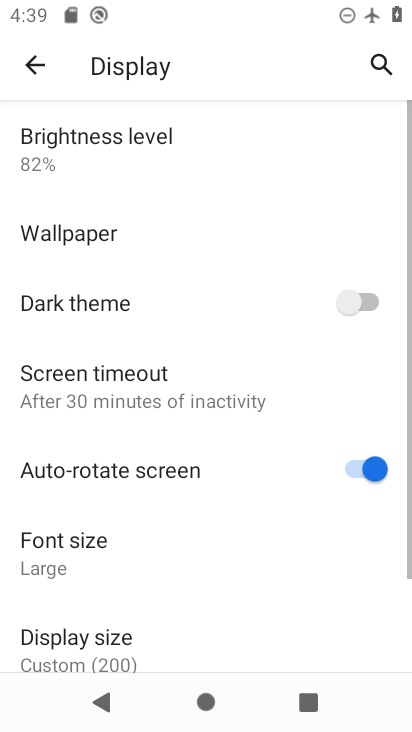 4:39
Display
Brightness level
82%
Wallpaper
Dark theme
Screen timeout
After 30 minutes of inactivity
Auto-rotate screen
Font size
Large
Display size
Custom (200)